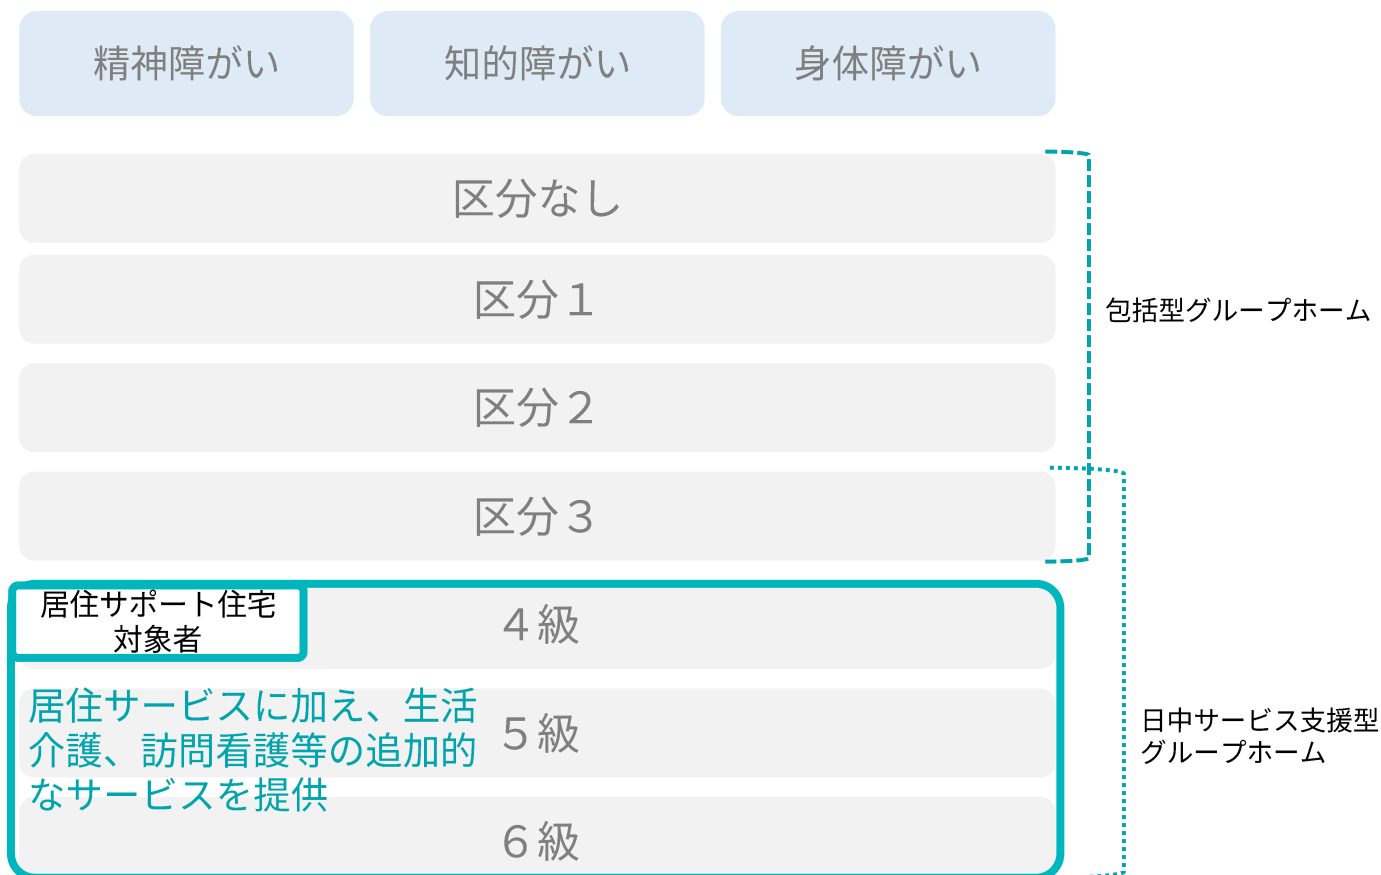 精神障がい
知的障がい
身体障がい
区分なし
区分１
包括型グループホーム
区分２
区分３
居住サポート住宅
対象者
４級
居住サービスに加え、生活
介護、訪問看護等の追加的
なサービスを提供
５級
日中サービス支援型
グループホーム
６級